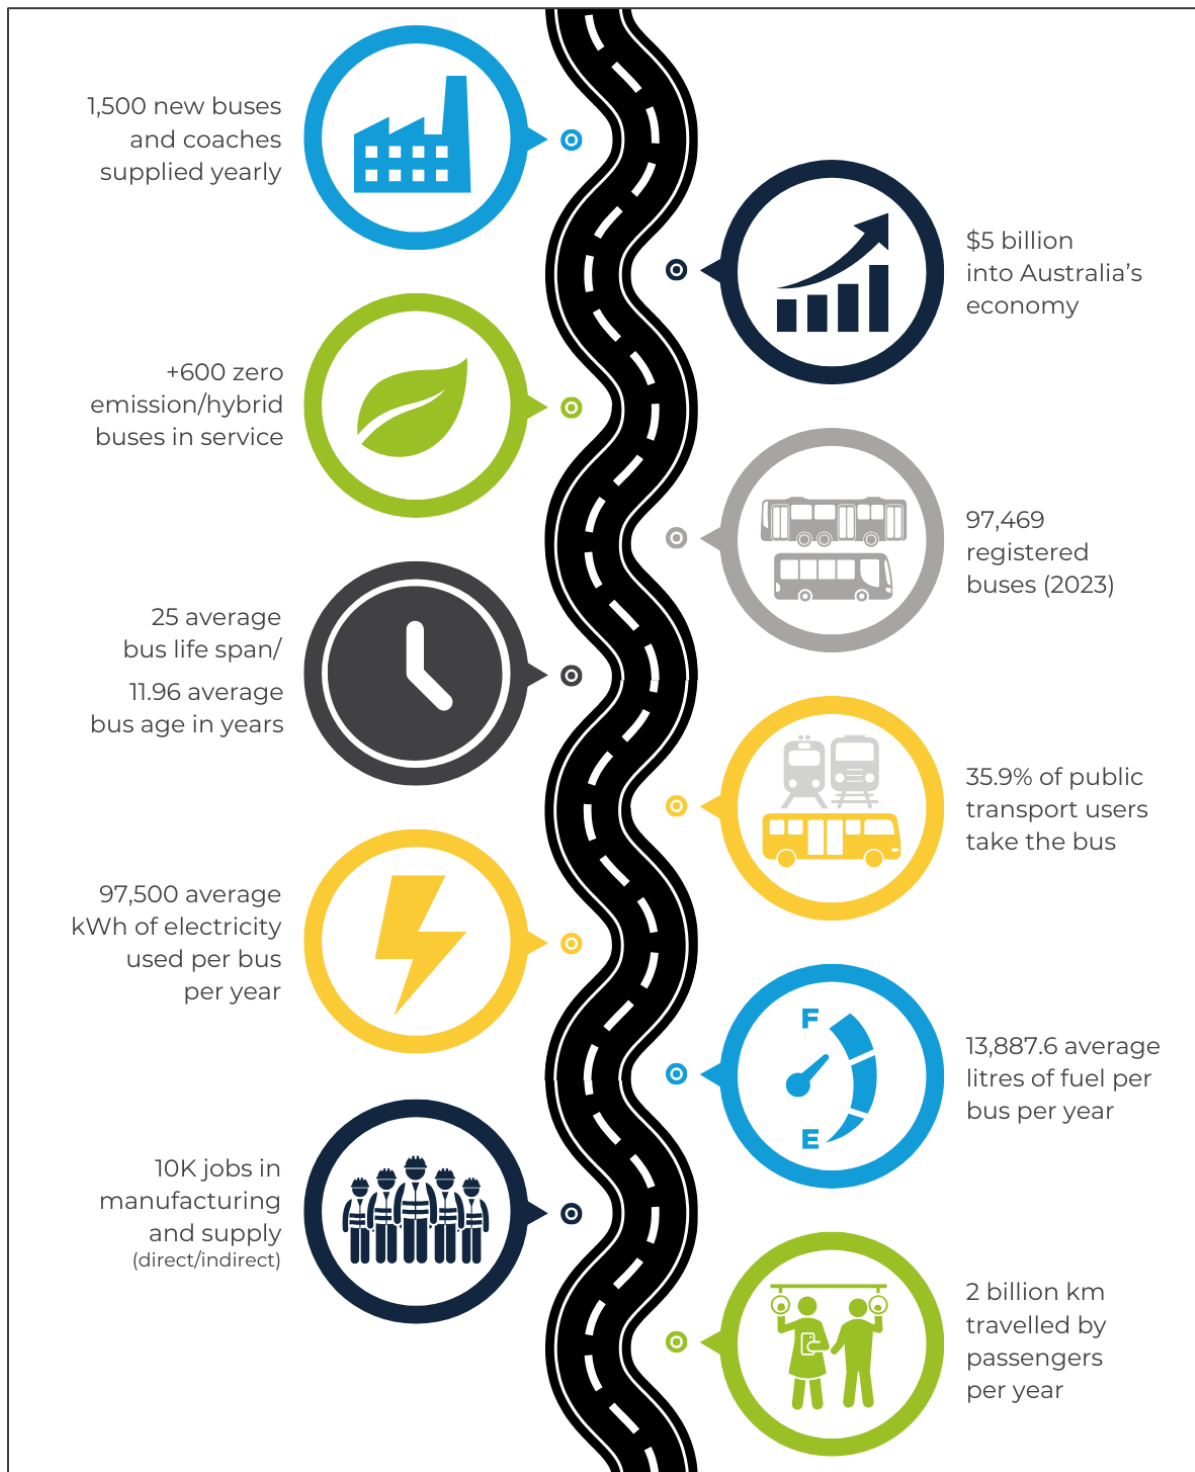 1,500 new buses
and coaches
supplied yearly
$5 billion
into Australia's
economy
+600 zero
emission/hybrid
buses in service
97,469
registered
buses (2023)
25 average
bus life span/
11.96 average
bus age in years
35.9% of public
transport users
take the bus
97,500 average
kWh of electricity
used per bus
per year
F
E
13,887.6 average
litres of fuel per
bus per year
10K jobs in
manufacturing
and supply
(direct/indirect)
2 billion km
travelled by
passengers
per year